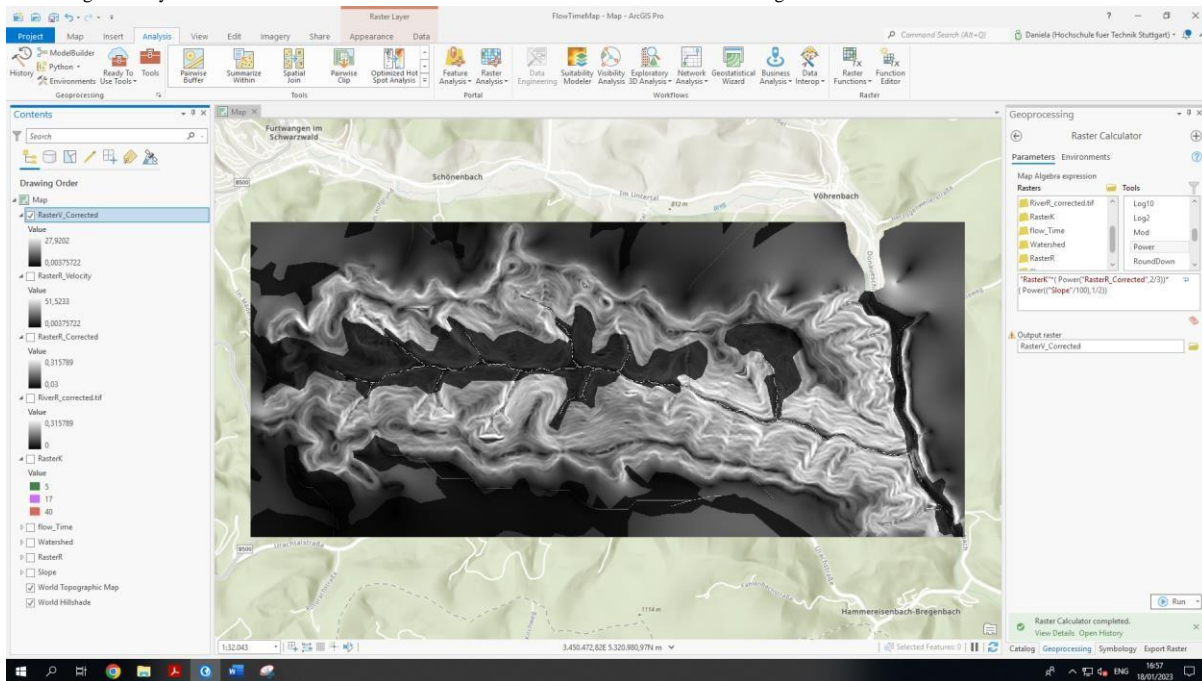 FlowTimeMap - Map - ArcGIS Pro
Raster Layer
Command Search (Alt+Q)
Daniela (Hochschule fuer Technik Stuttgart)
Project Map Insert Analysis View Edit Imagery Share Appearance Data
History
ModelBuilder
Python
Environments
Ready To Use Tools
Tools
Pairwise Buffer
Summarize Within
Spatial Join
Pairwise Clip
Optimized Hot Spot Analysis
Feature Analysis
Raster Analysis
Data Engineering
Suitability Modeler
Visibility Analysis
Exploratory 3D Analysis
Network Analysis
Geostatistical Wizard
Business Analysis
Data Interop
Raster Functions
Function Editor
Geoprocessing Tools Portal Workflows Raster
Contents
Search
Drawing Order
Map
RasterV_Corrected
Value
27,9202
0,00375722
RasterR_Velocity
Value
51,5233
0,00375722
RasterR_Corrected
Value
0,315789
0,03
RiverR_corrected.tif
Value
0,315789
0
RasterK
Value
5
17
40
flow_Time
Watershed
RasterR
Slope
World Topographic Map
World Hillshade
Map
Furtwangen im
Schwarzwald
Schönenbach
B500
Im Untertal
812 m
Vöhrenbach
B500
1114 m
Hammereisenbach-Bregenbach
1:32.043
3.450.472,82E 5.320.980,97N m
Selected Features: 0
Geoprocessing
Raster Calculator
Parameters Environments
Map Algebra expression
Rasters Tools
RiverR_corrected.tif
RasterK
flow_Time
Watershed
RasterR
Log10
Log2
Mod
Power
RoundDown
"RasterK"*( Power("RasterR_Corrected",2/3))*
( Power(("Slope"/100),1/2))
Output raster
RasterV_Corrected
Run
Raster Calculator completed.
View Details Open History
Catalog Geoprocessing Symbology Export Raster
ENG
16:57
18/01/2023